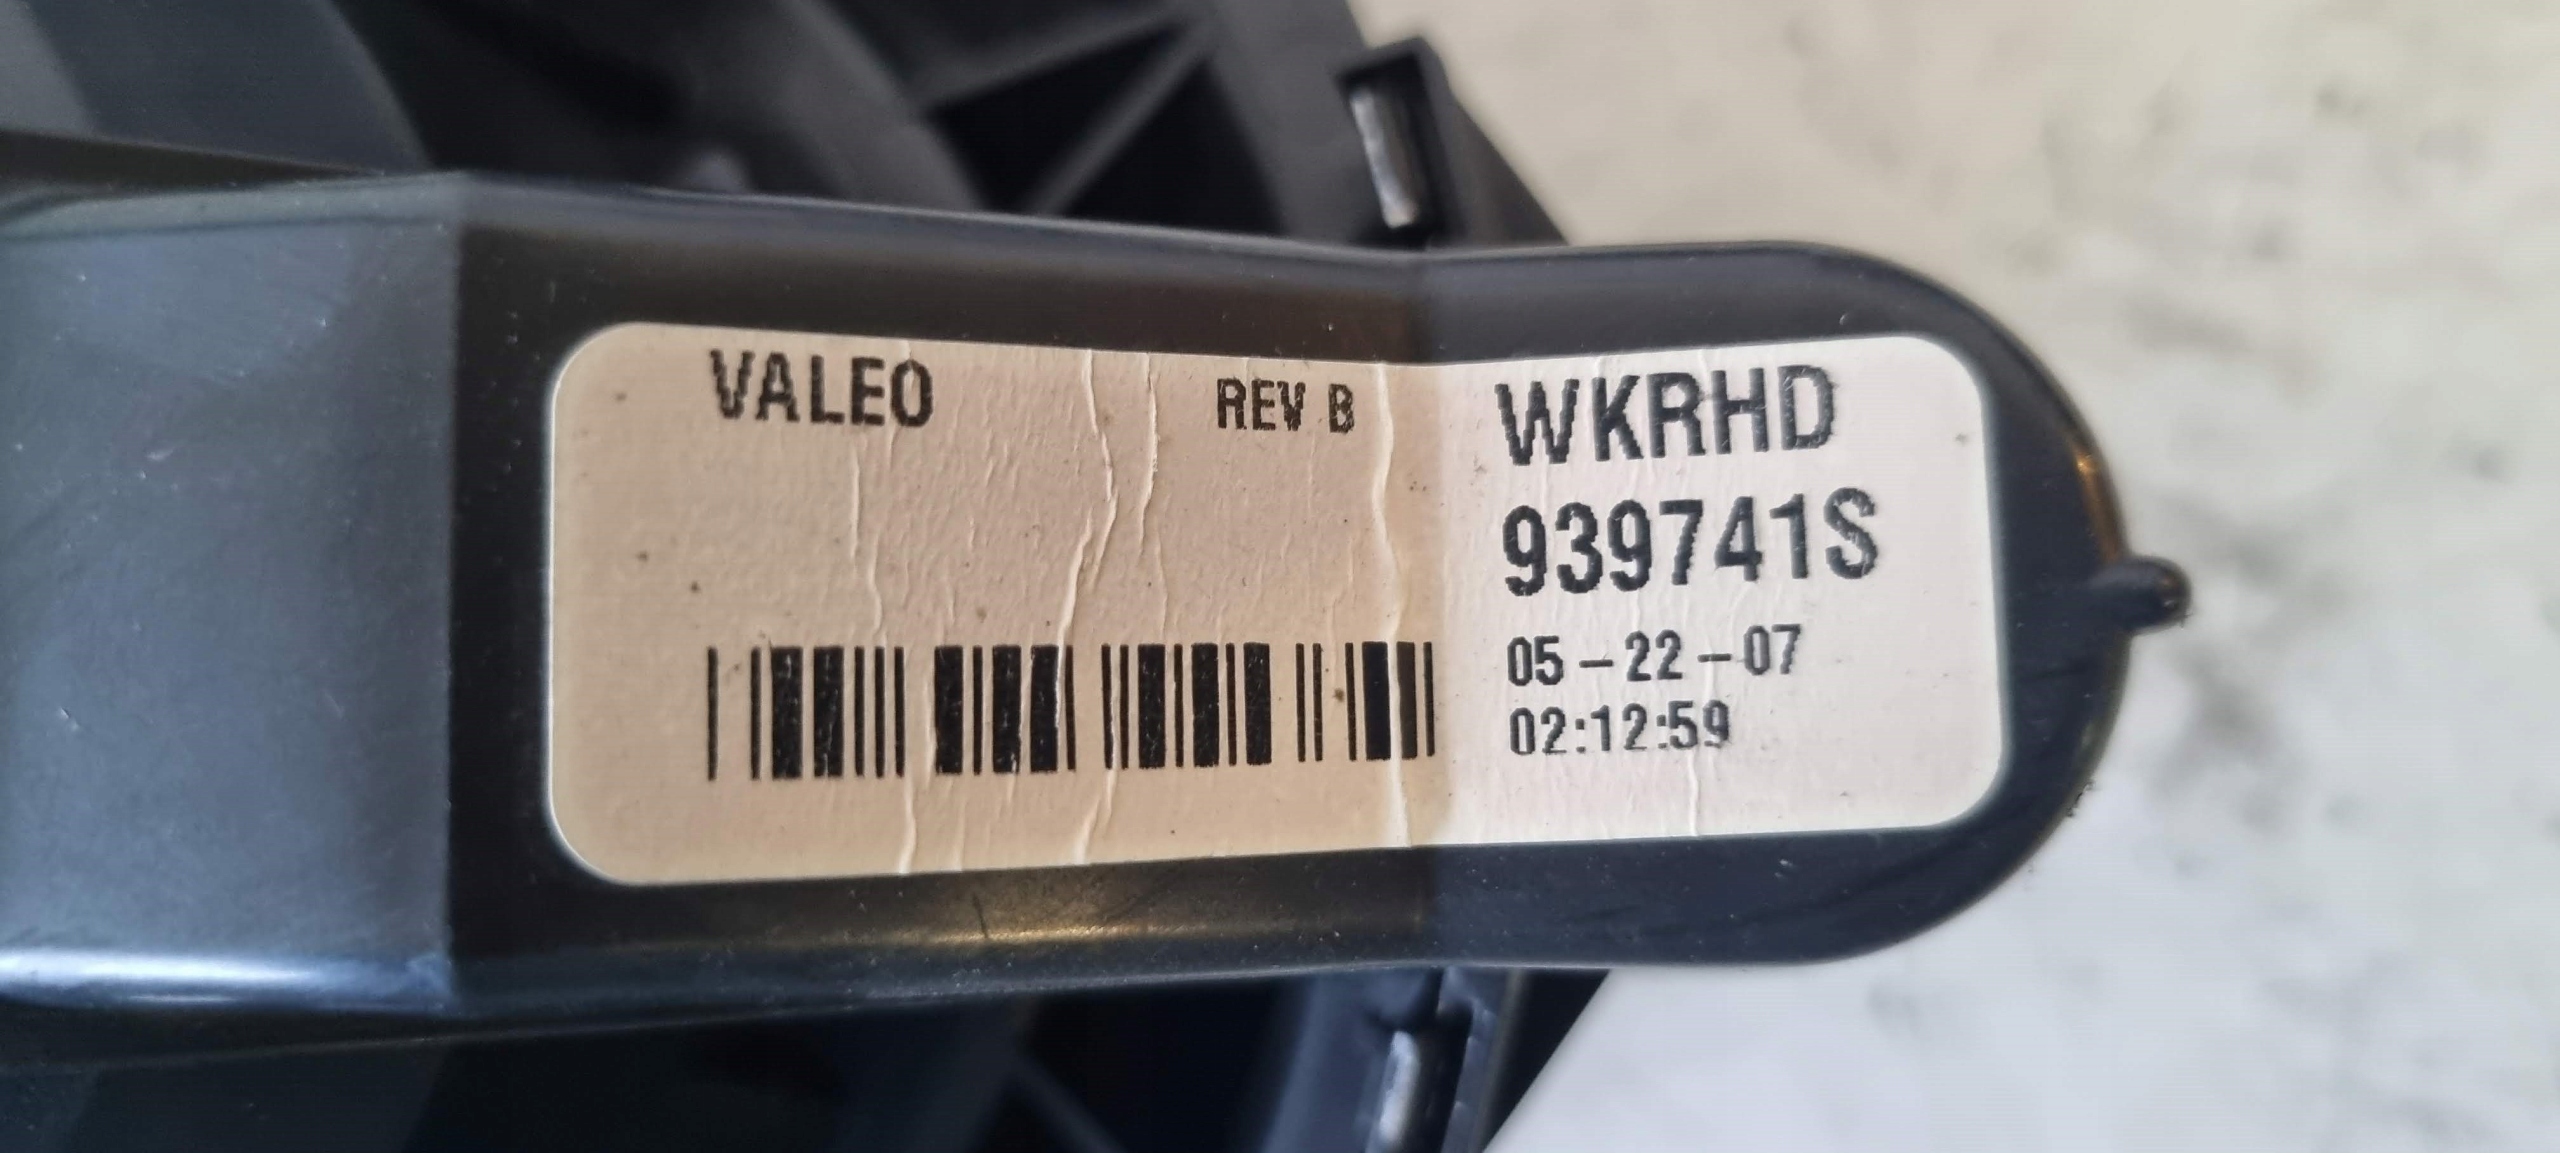 VALEO REV B
WKRHD
939741S
05-22-07
02:12:59